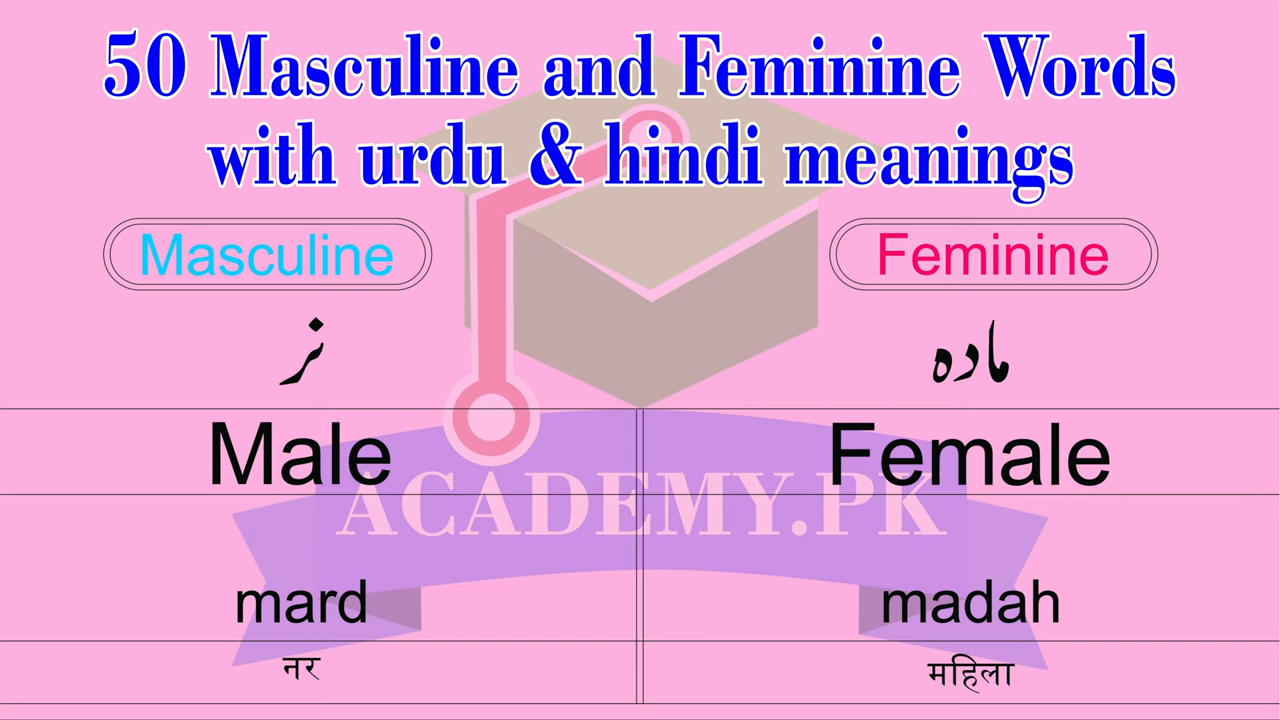 50 Masculine and Feminine Words
with urdu & hindi meanings
Masculine Feminine
نر مادہ
Male Female
ACADEMY.PK
mard madah
नर महिला